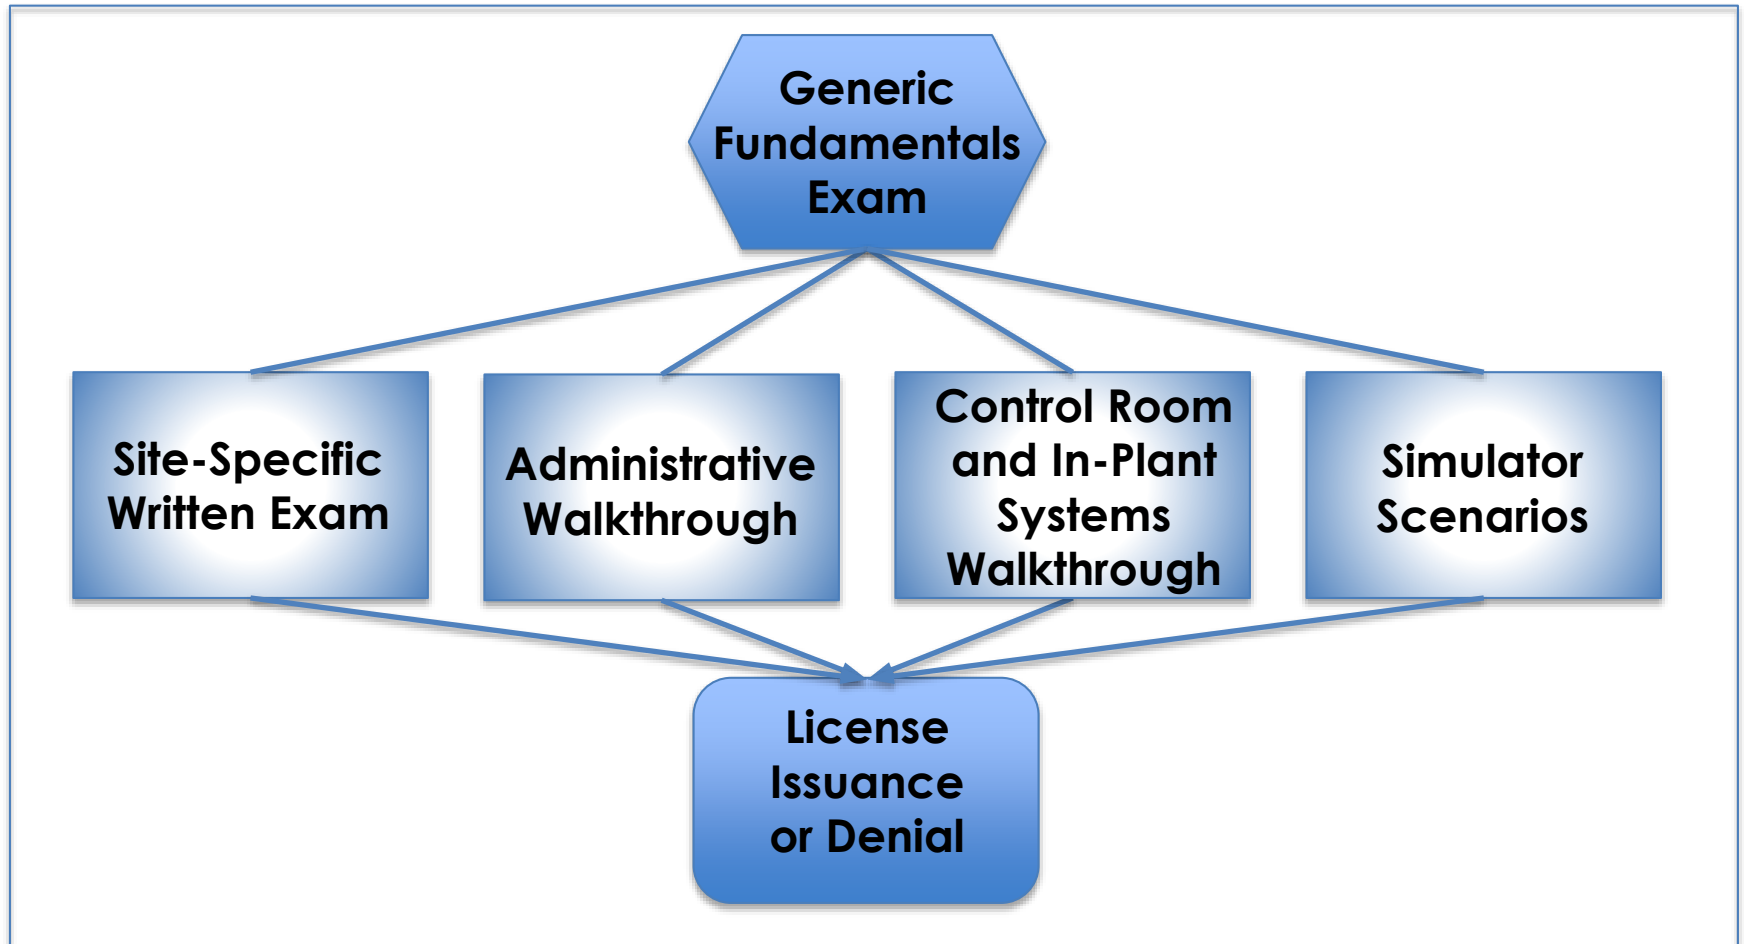 Generic
Fundamentals
Exam
Site-Specific
Written Exam
Administrative
Walkthrough
Control Room
and In-Plant
Systems
Walkthrough
Simulator
Scenarios
License
Issuance
or Denial